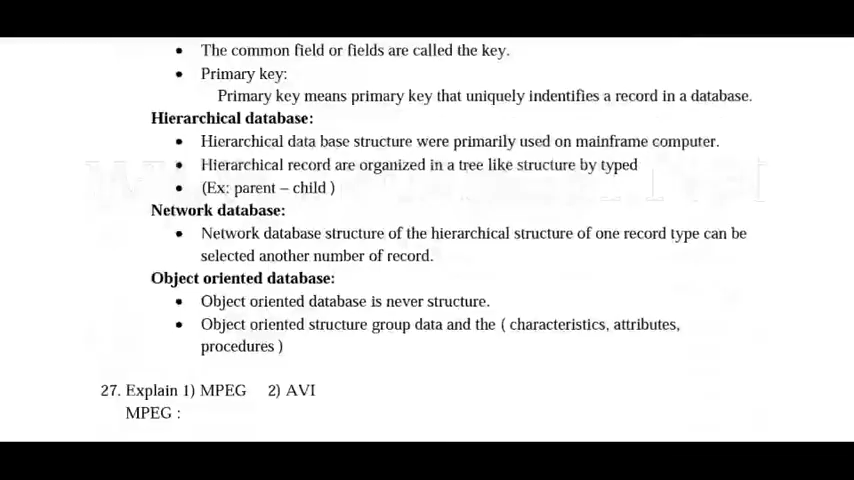 • The common field or fields are called the key.
• Primary key:
Primary key means primary key that uniquely indentifies a record in a database.
Hierarchical database:
• Hierarchical data base structure were primarily used on mainframe computer.
• Hierarchical record are organized in a tree like structure by typed
• (Ex: parent – child )
Network database:
• Network database structure of the hierarchical structure of one record type can be
selected another number of record.
Object oriented database:
• Object oriented database is never structure.
• Object oriented structure group data and the ( characteristics, attributes,
procedures )
27. Explain 1) MPEG 2) AVI
MPEG :